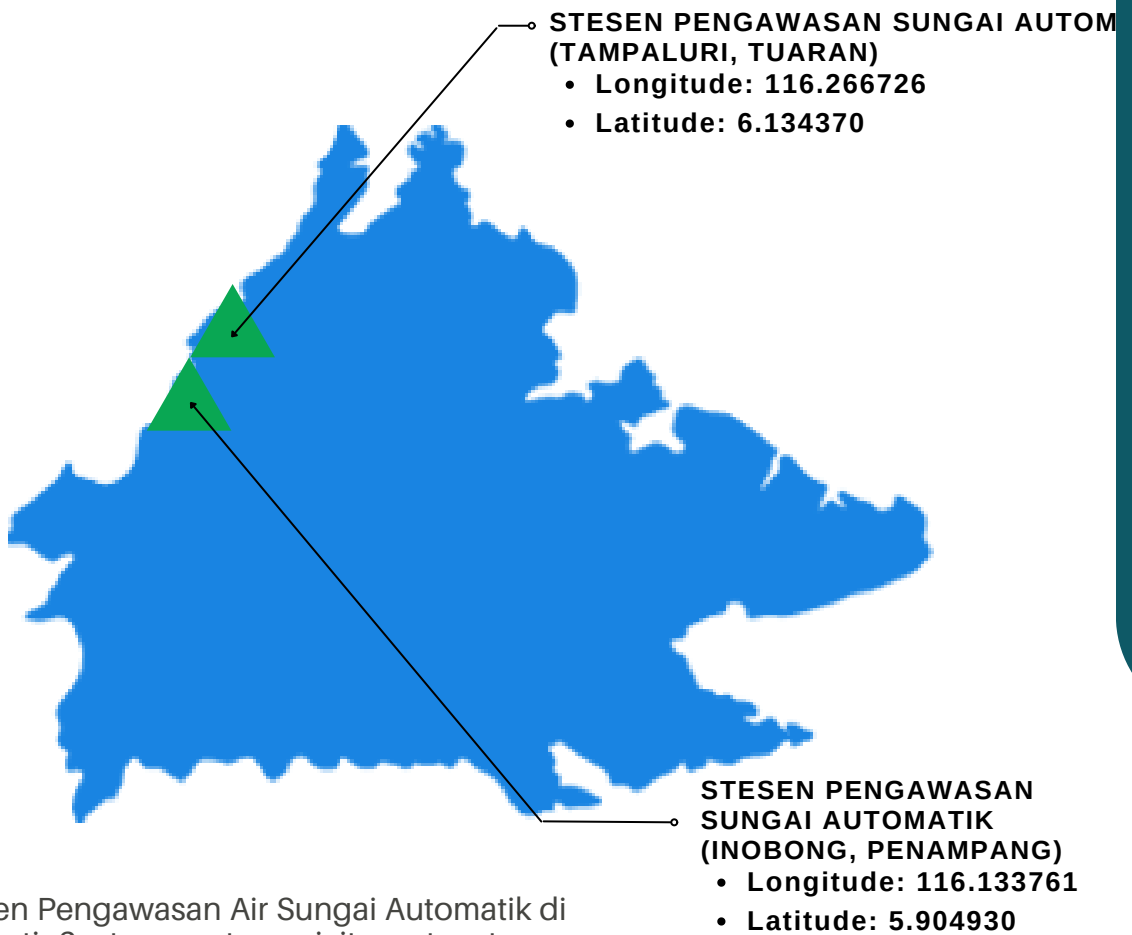 STESEN PENGAWASAN SUNGAI AUTOM
(TAMPALURI, TUARAN)
• Longitude: 116.266726
• Latitude: 6.134370
STESEN PENGAWASAN
SUNGAI AUTOMATIK
(INOBONG, PENAMPANG)
• Longitude: 116.133761
• Latitude: 5.904930
en Pengawasan Air Sungai Automatik di